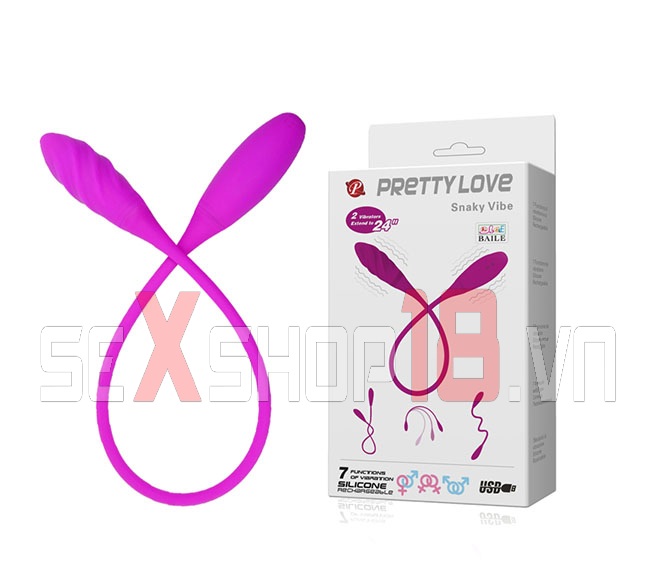 P
PRETTY LOVE
Snaky Vibe
2 Vibrators
Extend to 24"
BAILE
SEXSHOP18.vn
7 FUNCTIONS
OF VIBRATION
SILICONE
RECHARGEABLE
USB